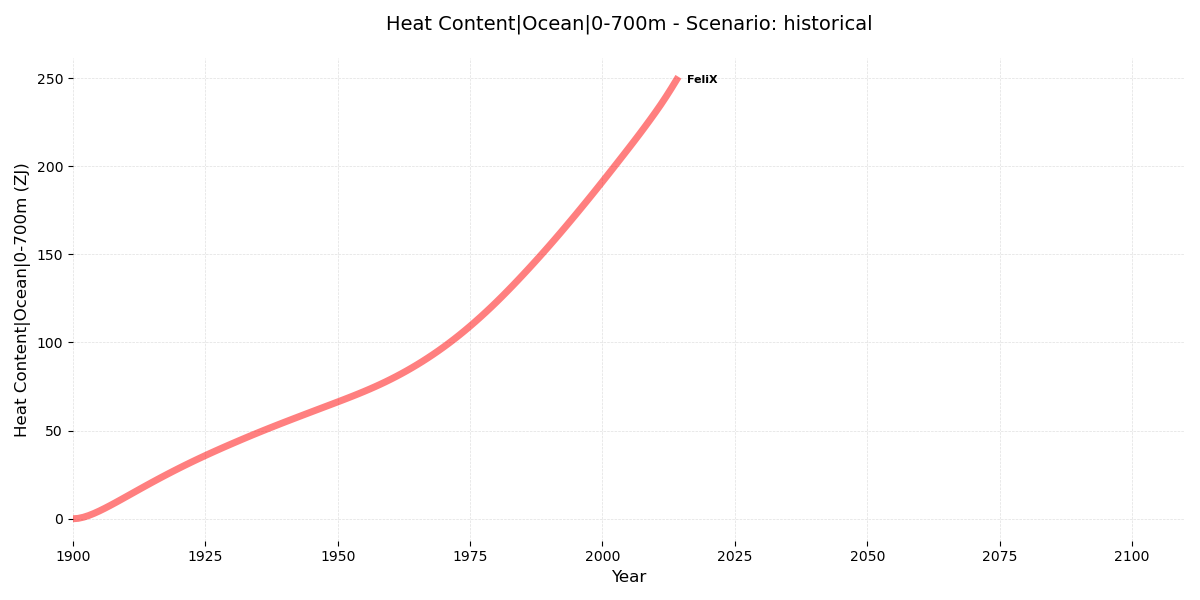 Heat Content|Ocean|0-700m - Scenario: historical
FeliX
Heat Content|Ocean|0-700m (ZJ)
250
200
150
100
50
0
1900 1925 1950 1975 2000 2025 2050 2075 2100
Year